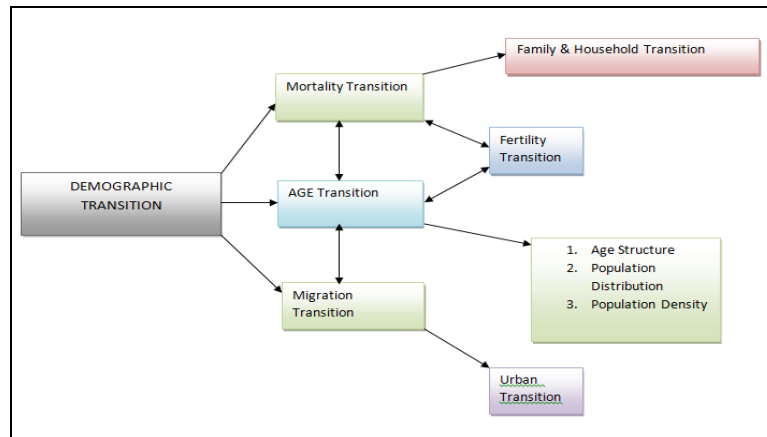 Family & Household Transition
Mortality Transition
Fertility
Transition
DEMOGRAPHIC
TRANSITION
AGE Transition
1. Age Structure
2. Population
Distribution
3. Population Density
Migration
Transition
Urban
Transition